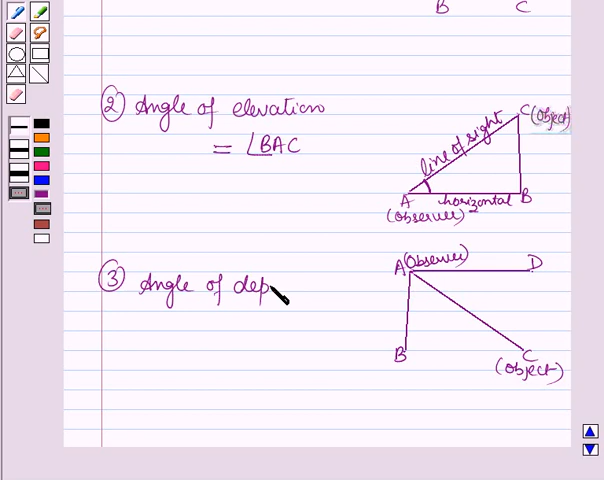 B C
② Angle of elevation
= ∠BAC
C (Object)
line of sight
A horizontal B
(Observer)
③ Angle of dep
A (Observer) D
B C
(Object)